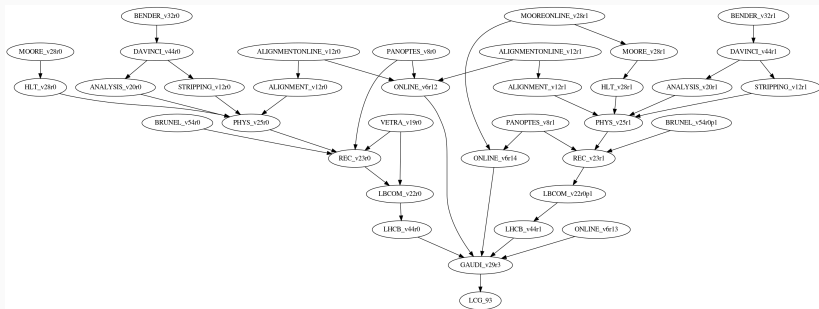 BENDER_v32r0
MOOREONLINE_v28r1
BENDER_v32r1
MOORE_v28r0
DAVINCI_v44r0
ALIGNMENTONLINE_v12r0
PANOPTES_v8r0
ALIGNMENTONLINE_v12r1
MOORE_v28r1
DAVINCI_v44r1
HLT_v28r0
ANALYSIS_v20r0
STRIPPING_v12r0
ALIGNMENT_v12r0
ONLINE_v6r12
ALIGNMENT_v12r1
HLT_v28r1
ANALYSIS_v20r1
STRIPPING_v12r1
BRUNEL_v54r0
PHYS_v25r0
VETRA_v19r0
PANOPTES_v8r1
PHYS_v25r1
BRUNEL_v54r0p1
REC_v23r0
ONLINE_v6r14
REC_v23r1
LBCOM_v22r0
LBCOM_v22r0p1
LHCB_v44r0
LHCB_v44r1
ONLINE_v6r13
GAUDI_v29r3
LCG_93